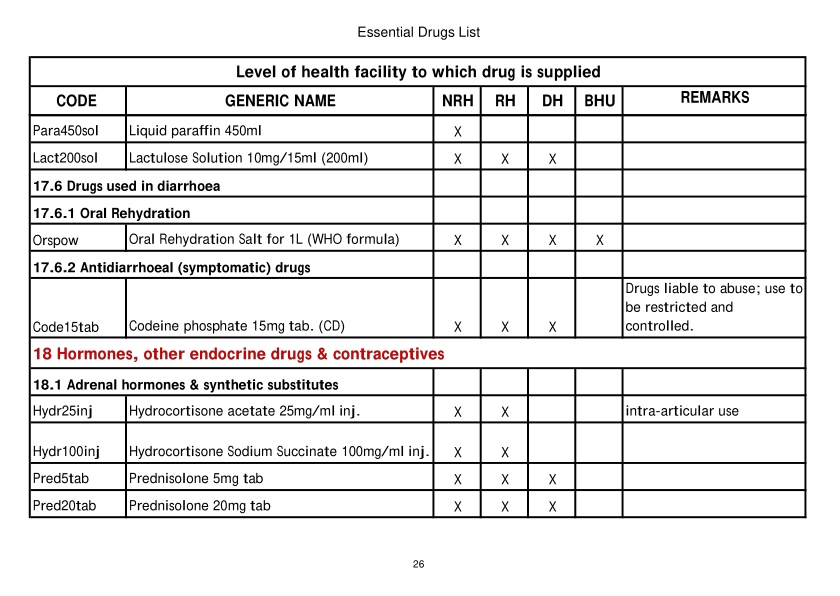 Essential Drugs List
Level of health facility to which drug is supplied
CODE GENERIC NAME NRH RH DH BHU REMARKS
Para450sol Liquid paraffin 450ml X
Lact200sol Lactulose Solution 10mg/15ml (200ml) X X X
17.6 Drugs used in diarrhoea
17.6.1 Oral Rehydration
Orspow Oral Rehydration Salt for 1L (WHO formula) X X X X
17.6.2 Antidiarrhoeal (symptomatic) drugs
Drugs liable to abuse; use to
be restricted and
Code15tab Codeine phosphate 15mg tab. (CD) X X X controlled.
18 Hormones, other endocrine drugs & contraceptives
18.1 Adrenal hormones & synthetic substitutes
Hydr25inj Hydrocortisone acetate 25mg/ml inj. X X intra-articular use
Hydr100inj Hydrocortisone Sodium Succinate 100mg/ml inj. X X
Pred5tab Prednisolone 5mg tab X X X
Pred20tab Prednisolone 20mg tab X X X
26